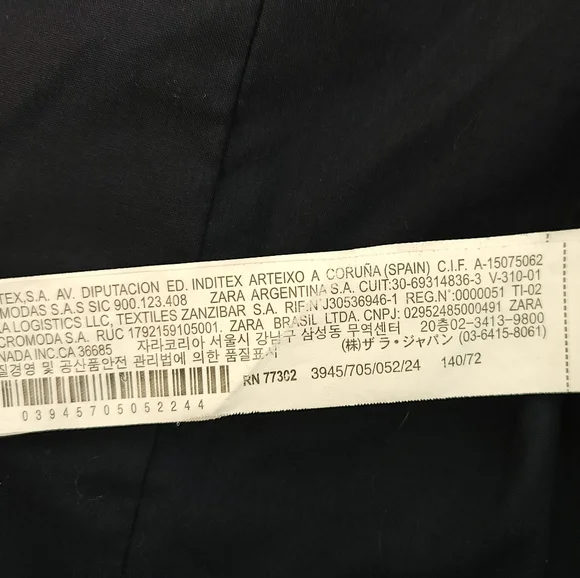 TEX,S.A. AV. DIPUTACION ED. INDITEX ARTEIXO A CORUÑA (SPAIN) C.I.F. A-15075062
MODAS S.A.S SIC 900.123.408 ZARA ARGENTINA S.A. CUIT:30-69314836-3 V-310-01
A LOGISTICS LLC, TEXTILES ZANZIBAR S.A. RIF:N'J30536946-1 REG.N':0000051 TI-02
CROMODA S.A. RUC 1792159105001. ZARA BRASIL LTDA. CNPJ: 02952485000491 ZARA
NADA INC.CA 36685 자라코리아 서울시 강남구 삼성동 무역센터 20층02-3413-9800
질경영 및 공산품안전 관리법에 의한 품질표시 (株)ザラ・ジャパン (03-6415-8061)
RN 77302 3945/705/052/24 140/72
03945705052244